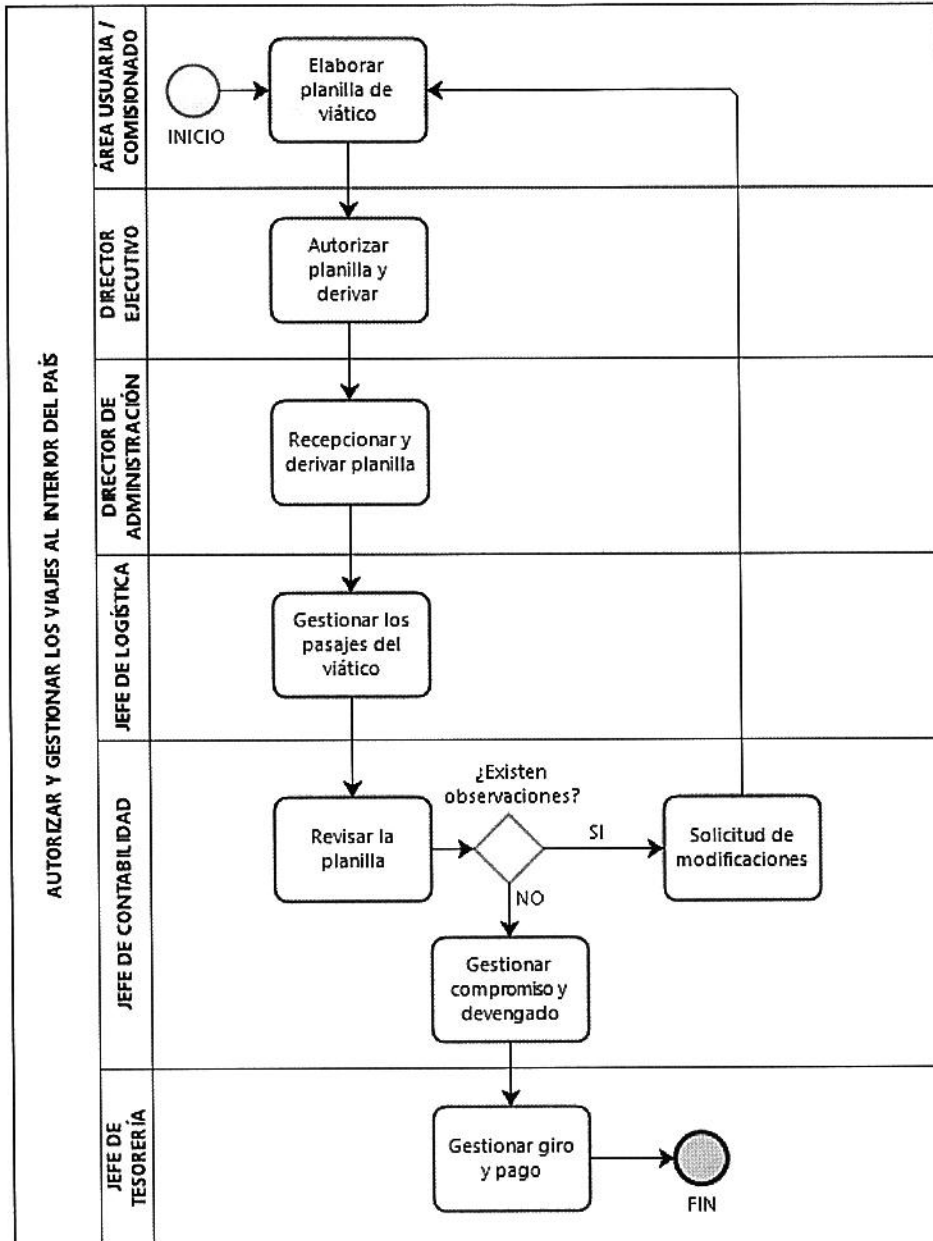 AUTORIZAR Y GESTIONAR LOS VIAJES AL INTERIOR DEL PAÍS
ÁREA USUARIA /
COMISIONADO
INICIO
Elaborar
planilla de
viático
DIRECTOR
EJECUTIVO
Autorizar
planilla y
derivar
DIRECTOR DE
ADMINISTRACIÓN
Recepcionar y
derivar planilla
JEFE DE LOGÍSTICA
Gestionar los
pasajes del
viático
JEFE DE CONTABILIDAD
Revisar la
planilla
¿Existen
observaciones?
SI
Solicitud de
modificaciones
NO
Gestionar
compromiso y
devengado
JEFE DE
TESORERÍA
Gestionar giro
y pago
FIN